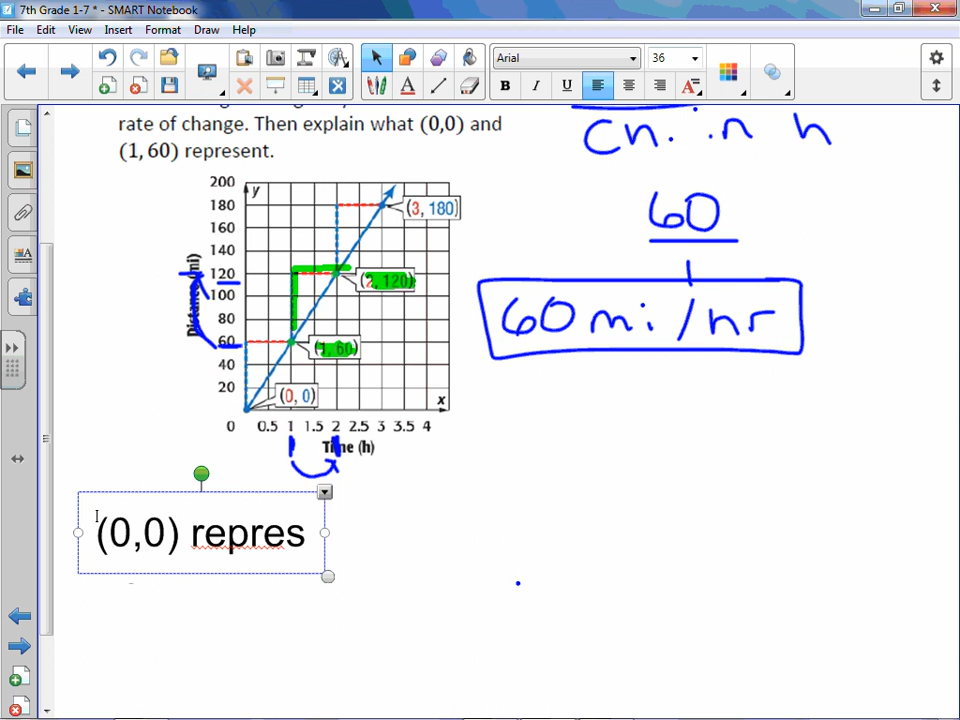 7th Grade 1-7 * - SMART Notebook
File Edit View Insert Format Draw Help
Arial 36
B I U A
rate of change. Then explain what (0,0) and
(1, 60) represent.
Ch. in h
60
1
60 mi/hr
y
200
180
160
140
120
100
80
60
40
20
0
(3, 180)
(2, 120)
(1, 60)
(0, 0)
x
0.5 1 1.5 2 2.5 3 3.5 4
Distance (mi)
Time (h)
(0,0) repres